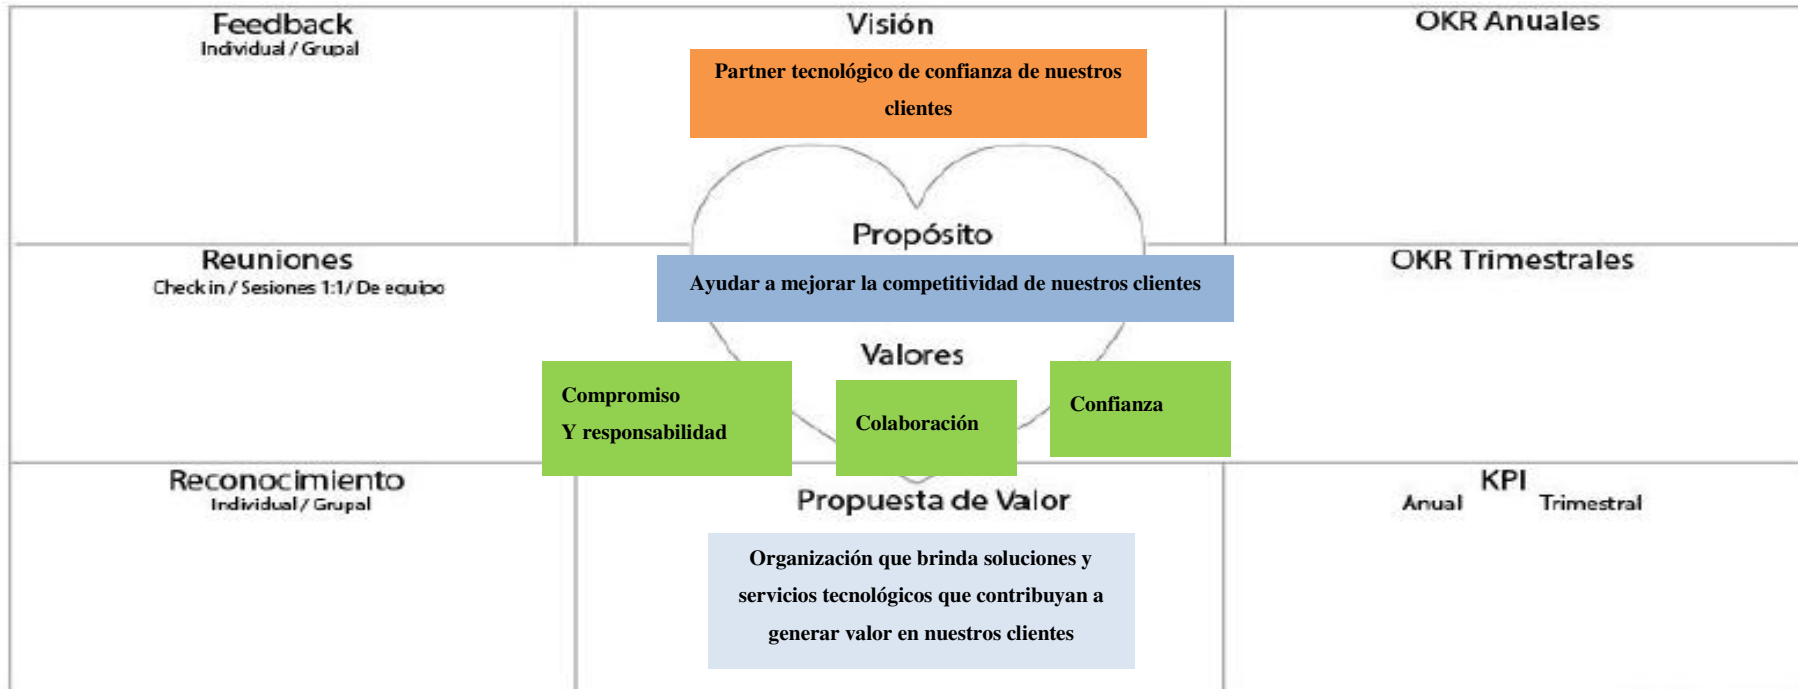 Feedback
Individual / Grupal
Visión
Partner tecnológico de confianza de nuestros
clientes
OKR Anuales
Reuniones
Check in / Sesiones 1:1/ De equipo
Propósito
Ayudar a mejorar la competitividad de nuestros clientes
Valores
Compromiso
Y responsabilidad
Colaboración
Confianza
OKR Trimestrales
Reconocimiento
Individual / Grupal
Propuesta de Valor
Organización que brinda soluciones y
servicios tecnológicos que contribuyan a
generar valor en nuestros clientes
KPI
Anual Trimestral